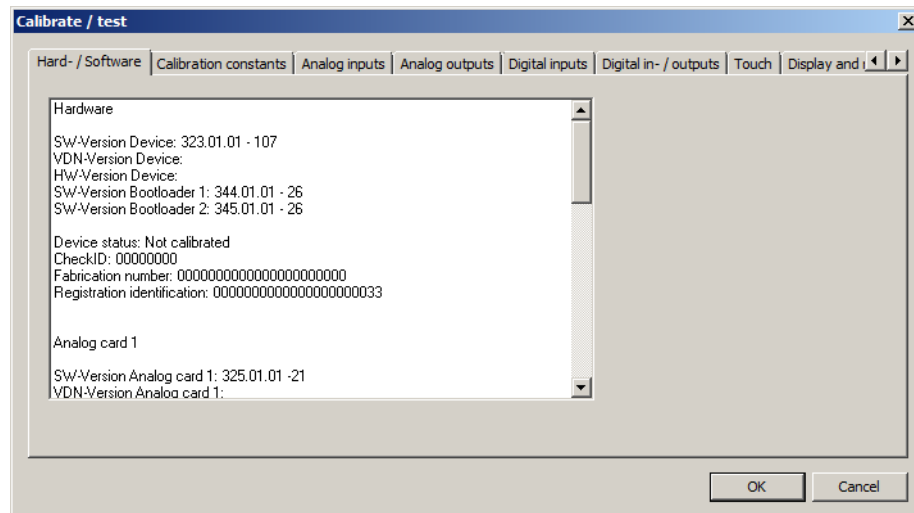 Calibrate / test
Hard- / Software Calibration constants Analog inputs Analog outputs Digital inputs Digital in- / outputs Touch Display and
Hardware
SW-Version Device: 323.01.01 - 107
VDN-Version Device:
HW-Version Device:
SW-Version Bootloader 1: 344.01.01 - 26
SW-Version Bootloader 2: 345.01.01 - 26
Device status: Not calibrated
CheckID: 00000000
Fabrication number: 00000000000000000000
Registration identification: 00000000000000000033
Analog card 1
SW-Version Analog card 1: 325.01.01 -21
VDN-Version Analog card 1:
OK Cancel